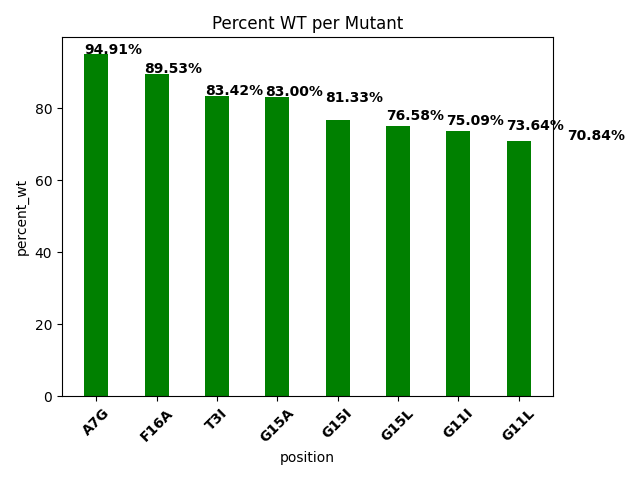 Percent WT per Mutant
94.91%
89.53%
83.42%
83.00%
81.33%
76.58%
75.09%
73.64%
70.84%
percent_wt
80
60
40
20
0
A7G
F16A
T3I
G15A
G15I
G15L
G11I
G11L
position